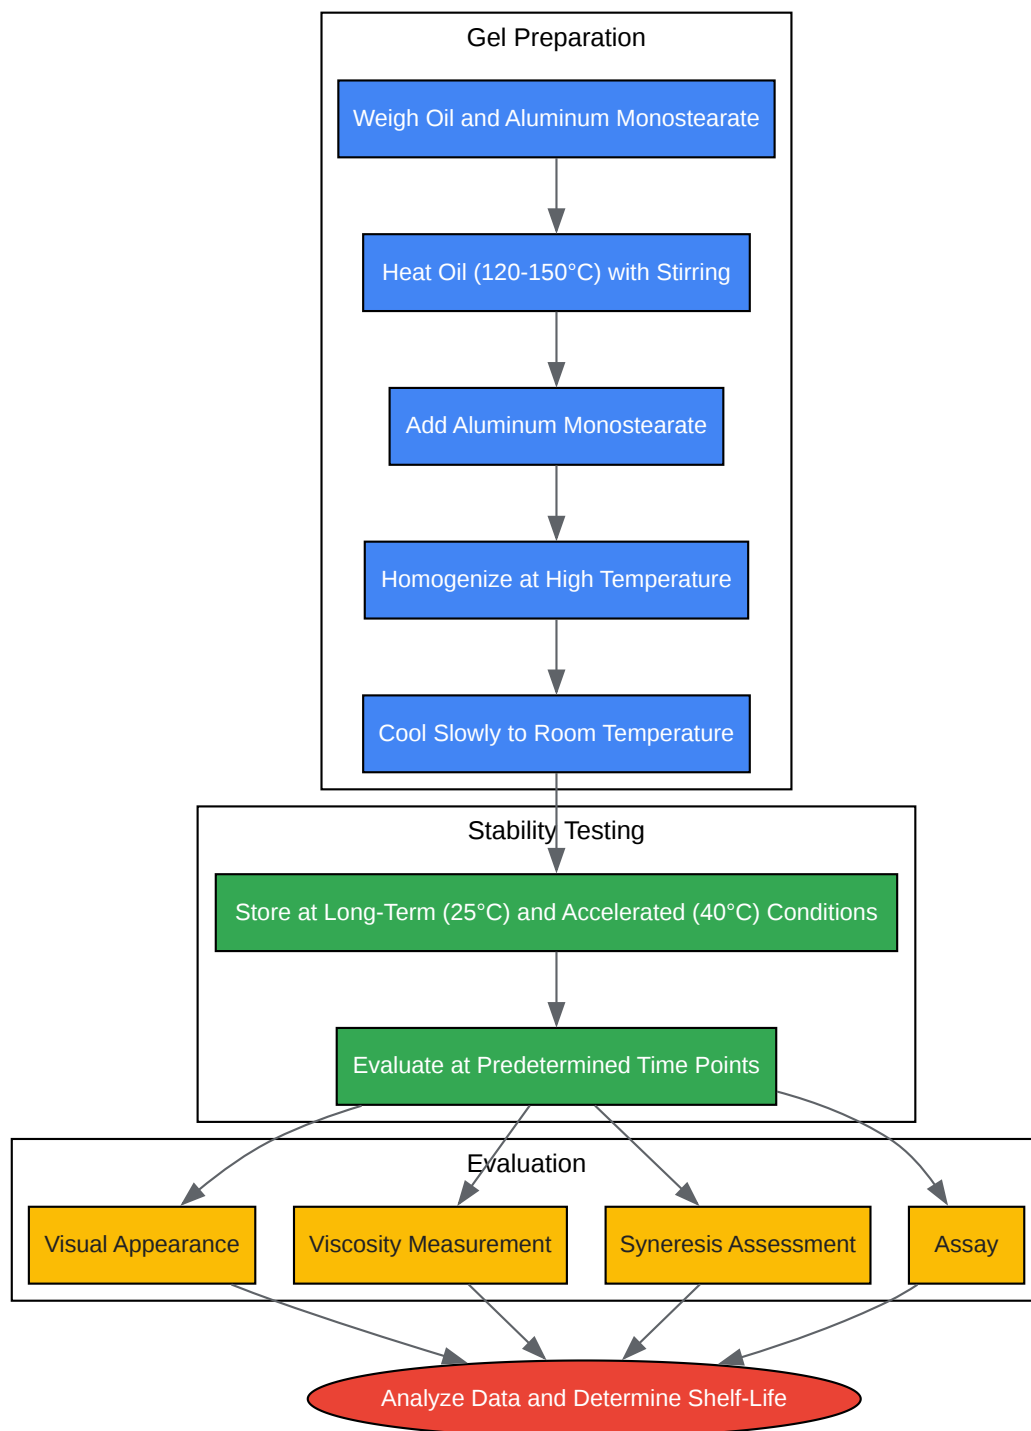 Gel Preparation
Weigh Oil and Aluminum Monostearate
Heat Oil (120-150°C) with Stirring
Add Aluminum Monostearate
Homogenize at High Temperature
Cool Slowly to Room Temperature
Stability Testing
Store at Long-Term (25°C) and Accelerated (40°C) Conditions
Evaluate at Predetermined Time Points
Evaluation
Visual Appearance
Viscosity Measurement
Syneresis Assessment
Assay
Analyze Data and Determine Shelf-Life